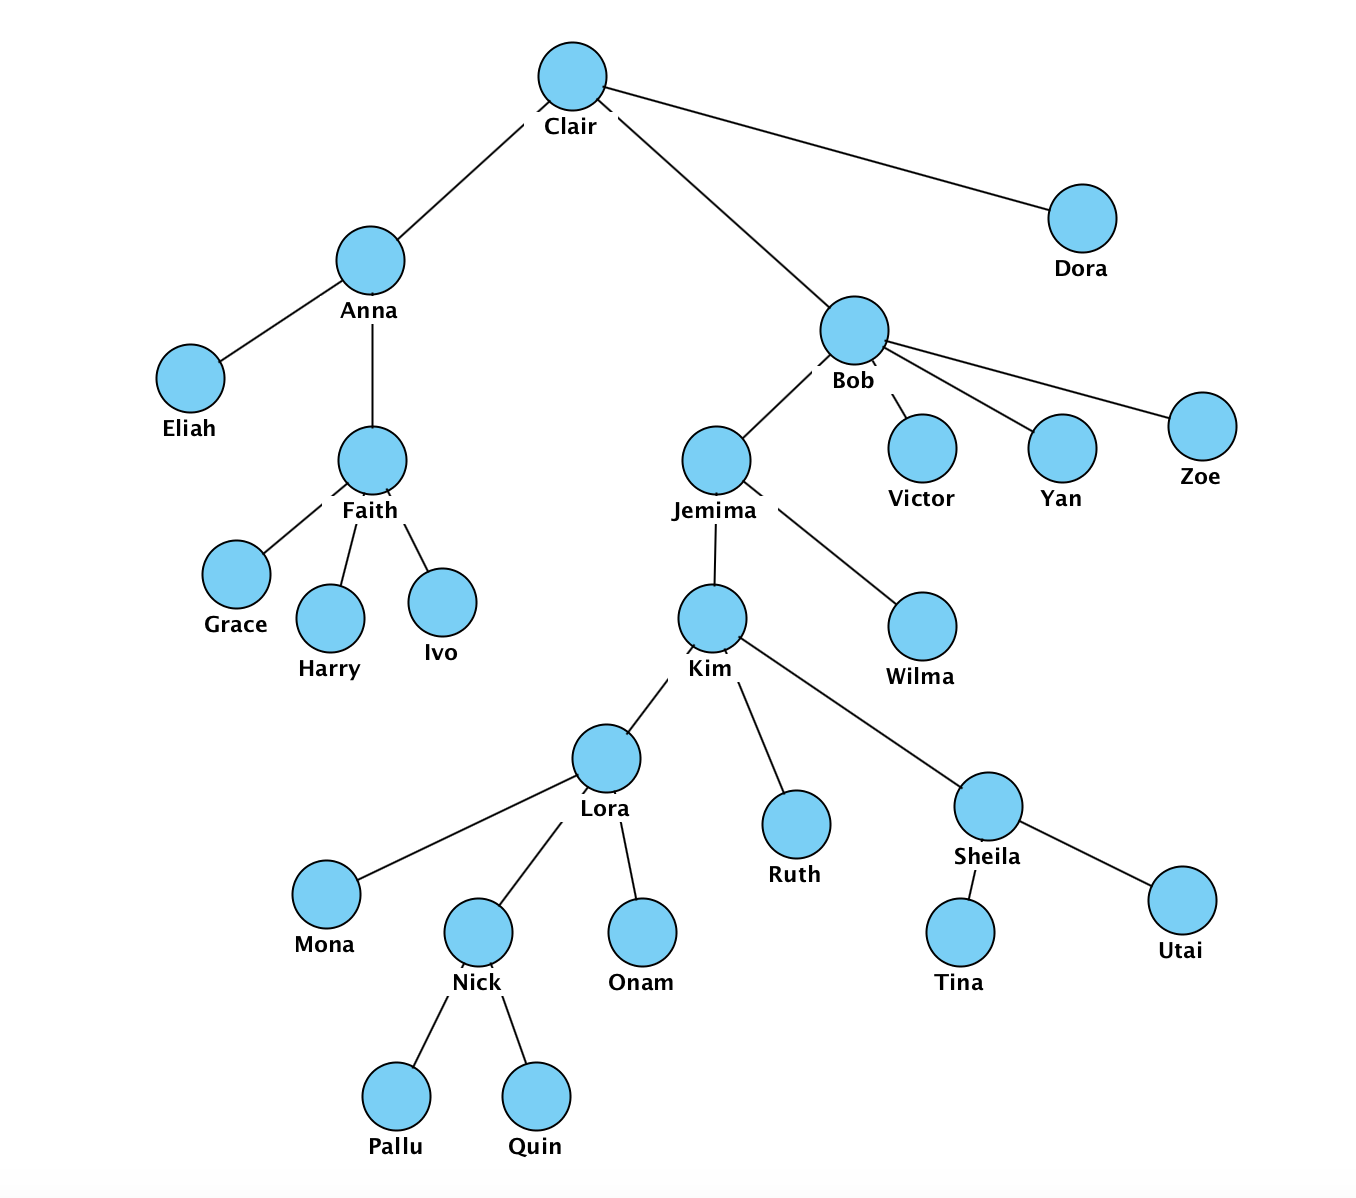 Clair
Dora
Anna
Bob
Eliah
Zoe
Victor
Yan
Faith
Jemima
Grace
Ivo
Harry
Kim
Wilma
Lora
Sheila
Ruth
Mona
Utai
Nick
Onam
Tina
Pallu
Quin